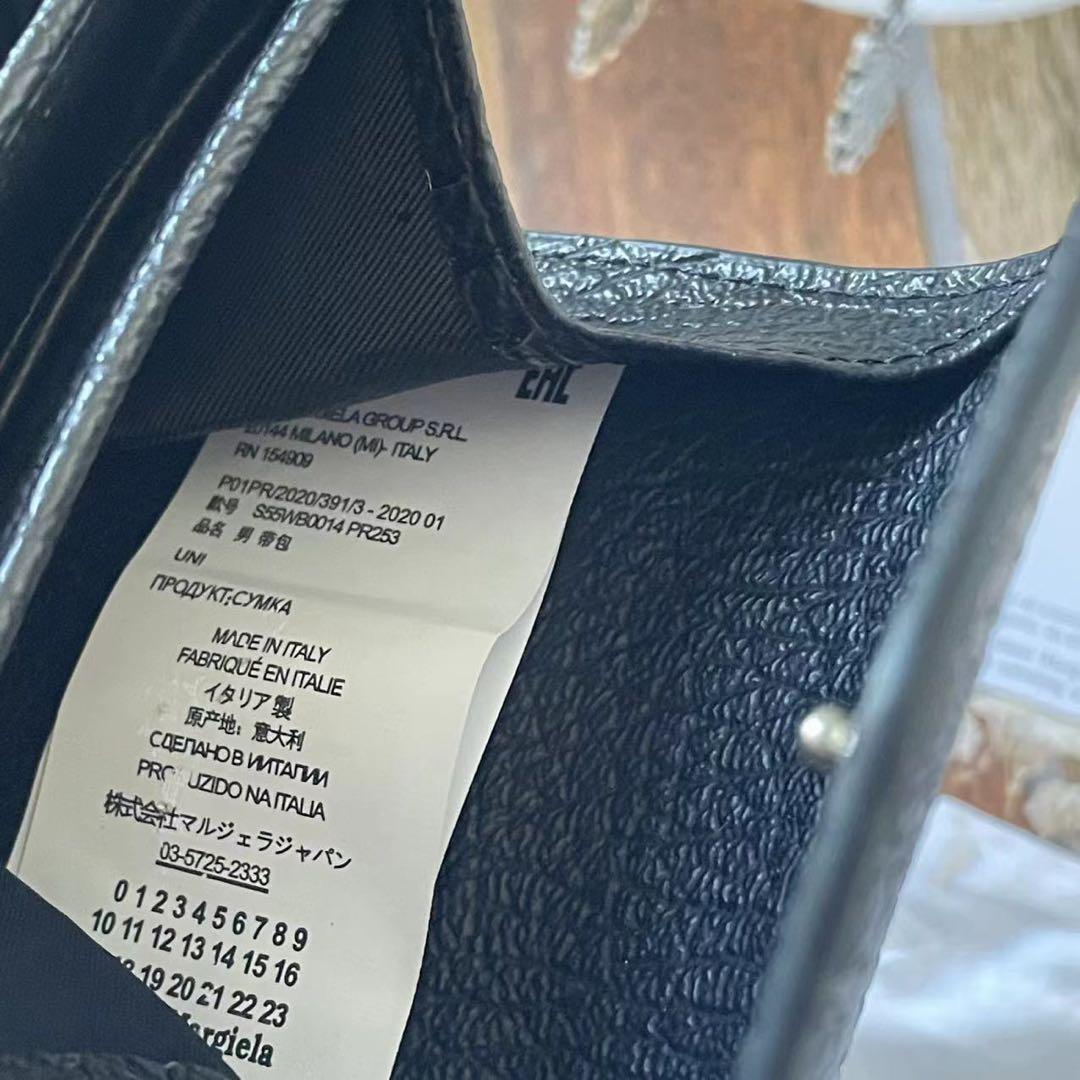 EAC
GROUP S.R.L.
20144 MILANO (MI)- ITALY
RN 154909
P01PR/2020/391/3 - 2020 01
款号 S55WB0014 PR253
品名 男 带包
UNI
ПРОДУКТ:СУМКА
MADE IN ITALY
FABRIQUÉ EN ITALIE
イタリア製
原产地: 意大利
СДЕЛАНО В ИИТАЛИИ
NA ITALIA
株式会社マルジェラジャパン
03-5725-2333
0 1 2 3 4 5 6 7 8 9
10 11 12 13 14 15 16
19 20 21 22 23